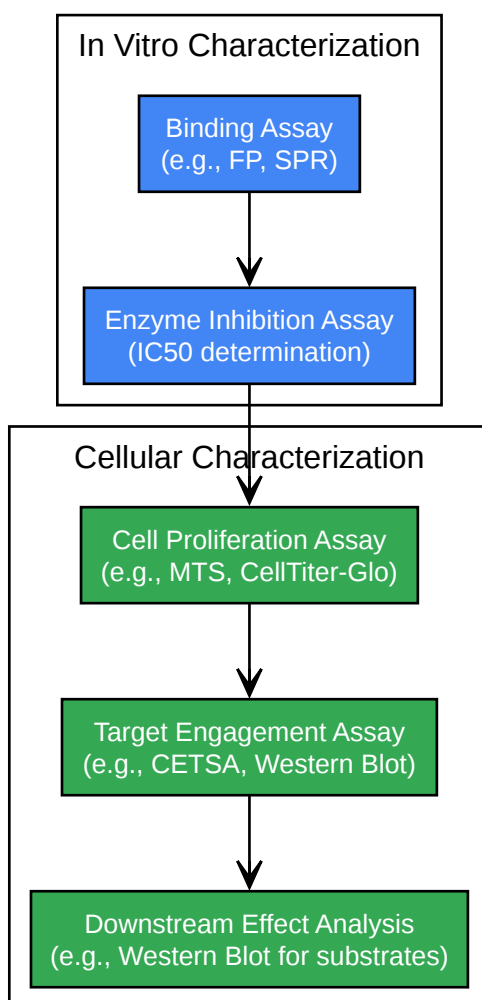 In Vitro Characterization
Binding Assay
(e.g., FP, SPR)
Enzyme Inhibition Assay
(IC50 determination)
Cellular Characterization
Cell Proliferation Assay
(e.g., MTS, CellTiter-Glo)
Target Engagement Assay
(e.g., CETSA, Western Blot)
Downstream Effect Analysis
(e.g., Western Blot for substrates)